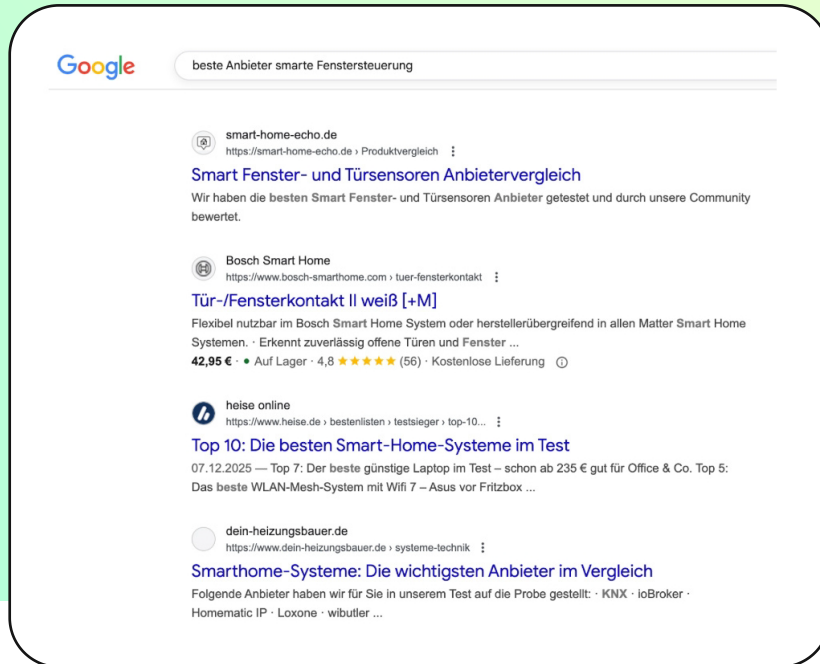 Google
beste Anbieter smarte Fenstersteuerung
smart-home-echo.de
https://smart-home-echo.de › Produktvergleich
Smart Fenster- und Türsensoren Anbietervergleich
Wir haben die besten Smart Fenster- und Türsensoren Anbieter getestet und durch unsere Community
bewertet.
Bosch Smart Home
https://www.bosch-smarthome.com › tuer-fensterkontakt
Tür-/Fensterkontakt II weiß [+M]
Flexibel nutzbar im Bosch Smart Home System oder herstellerübergreifend in allen Matter Smart Home
Systemen. · Erkennt zuverlässig offene Türen und Fenster ...
42,95 € · Auf Lager · 4,8 ★★★★★ (56) · Kostenlose Lieferung
heise online
https://www.heise.de › bestenlisten › testsieger › top-10...
Top 10: Die besten Smart-Home-Systeme im Test
07.12.2025 — Top 7: Der beste günstige Laptop im Test – schon ab 235 € gut für Office & Co. Top 5:
Das beste WLAN-Mesh-System mit Wifi 7 – Asus vor Fritzbox ...
dein-heizungsbauer.de
https://www.dein-heizungsbauer.de › systeme-technik
Smarthome-Systeme: Die wichtigsten Anbieter im Vergleich
Folgende Anbieter haben wir für Sie in unserem Test auf die Probe gestellt: · KNX · ioBroker ·
Homematic IP · Loxone · wibutler ...